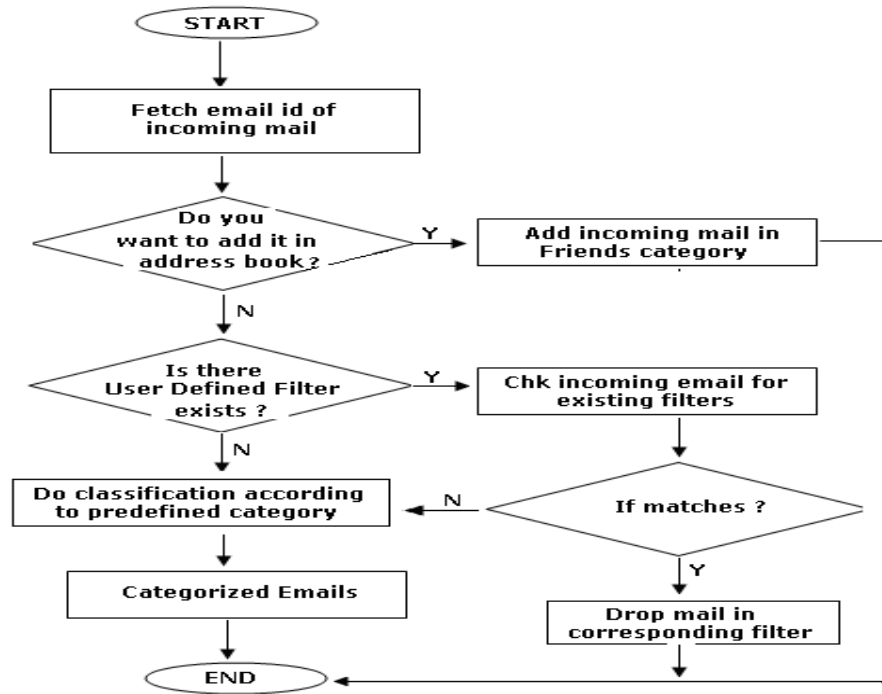 START
Fetch email id of
incoming mail
Do you
want to add it in
address book ?
Y
Add incoming mail in
Friends category
N
Is there
User Defined Filter
exists ?
Y
Chk incoming email for
existing filters
N
Do classification according
to predefined category
N
If matches ?
Y
Categorized Emails
Drop mail in
corresponding filter
END